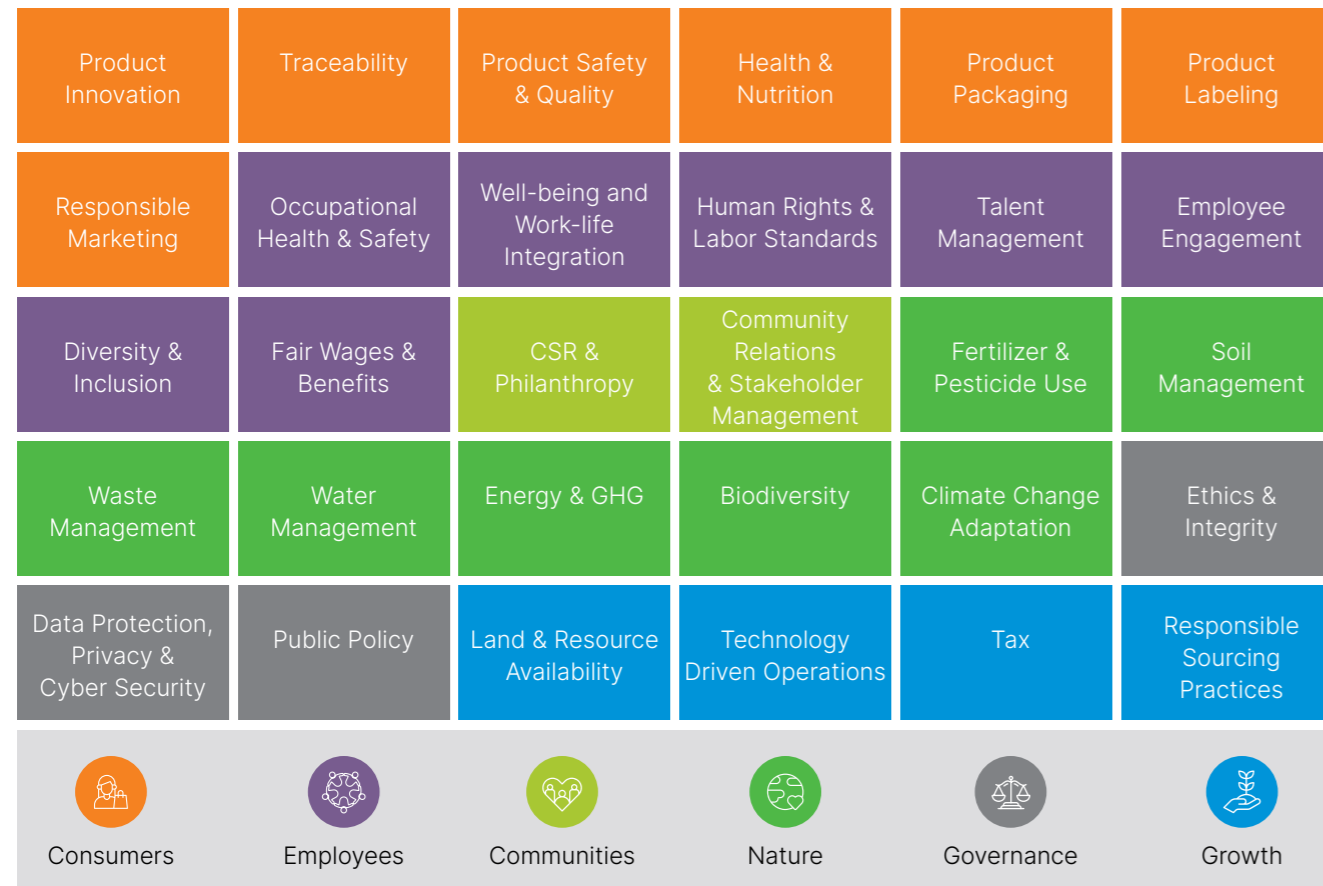 Product
Innovation
Traceability
Product Safety
& Quality
Health &
Nutrition
Product
Packaging
Product
Labeling
Responsible
Marketing
Occupational
Health & Safety
Well-being and
Work-life
Integration
Human Rights &
Labor Standards
Talent
Management
Employee
Engagement
Diversity &
Inclusion
Fair Wages &
Benefits
CSR &
Philanthropy
Community
Relations
& Stakeholder
Management
Fertilizer &
Pesticide Use
Soil
Management
Waste
Management
Water
Management
Energy & GHG
Biodiversity
Climate Change
Adaptation
Ethics &
Integrity
Data Protection,
Privacy &
Cyber Security
Public Policy
Land & Resource
Availability
Technology
Driven Operations
Tax
Responsible
Sourcing
Practices
Consumers
Employees
Communities
Nature
Governance
Growth